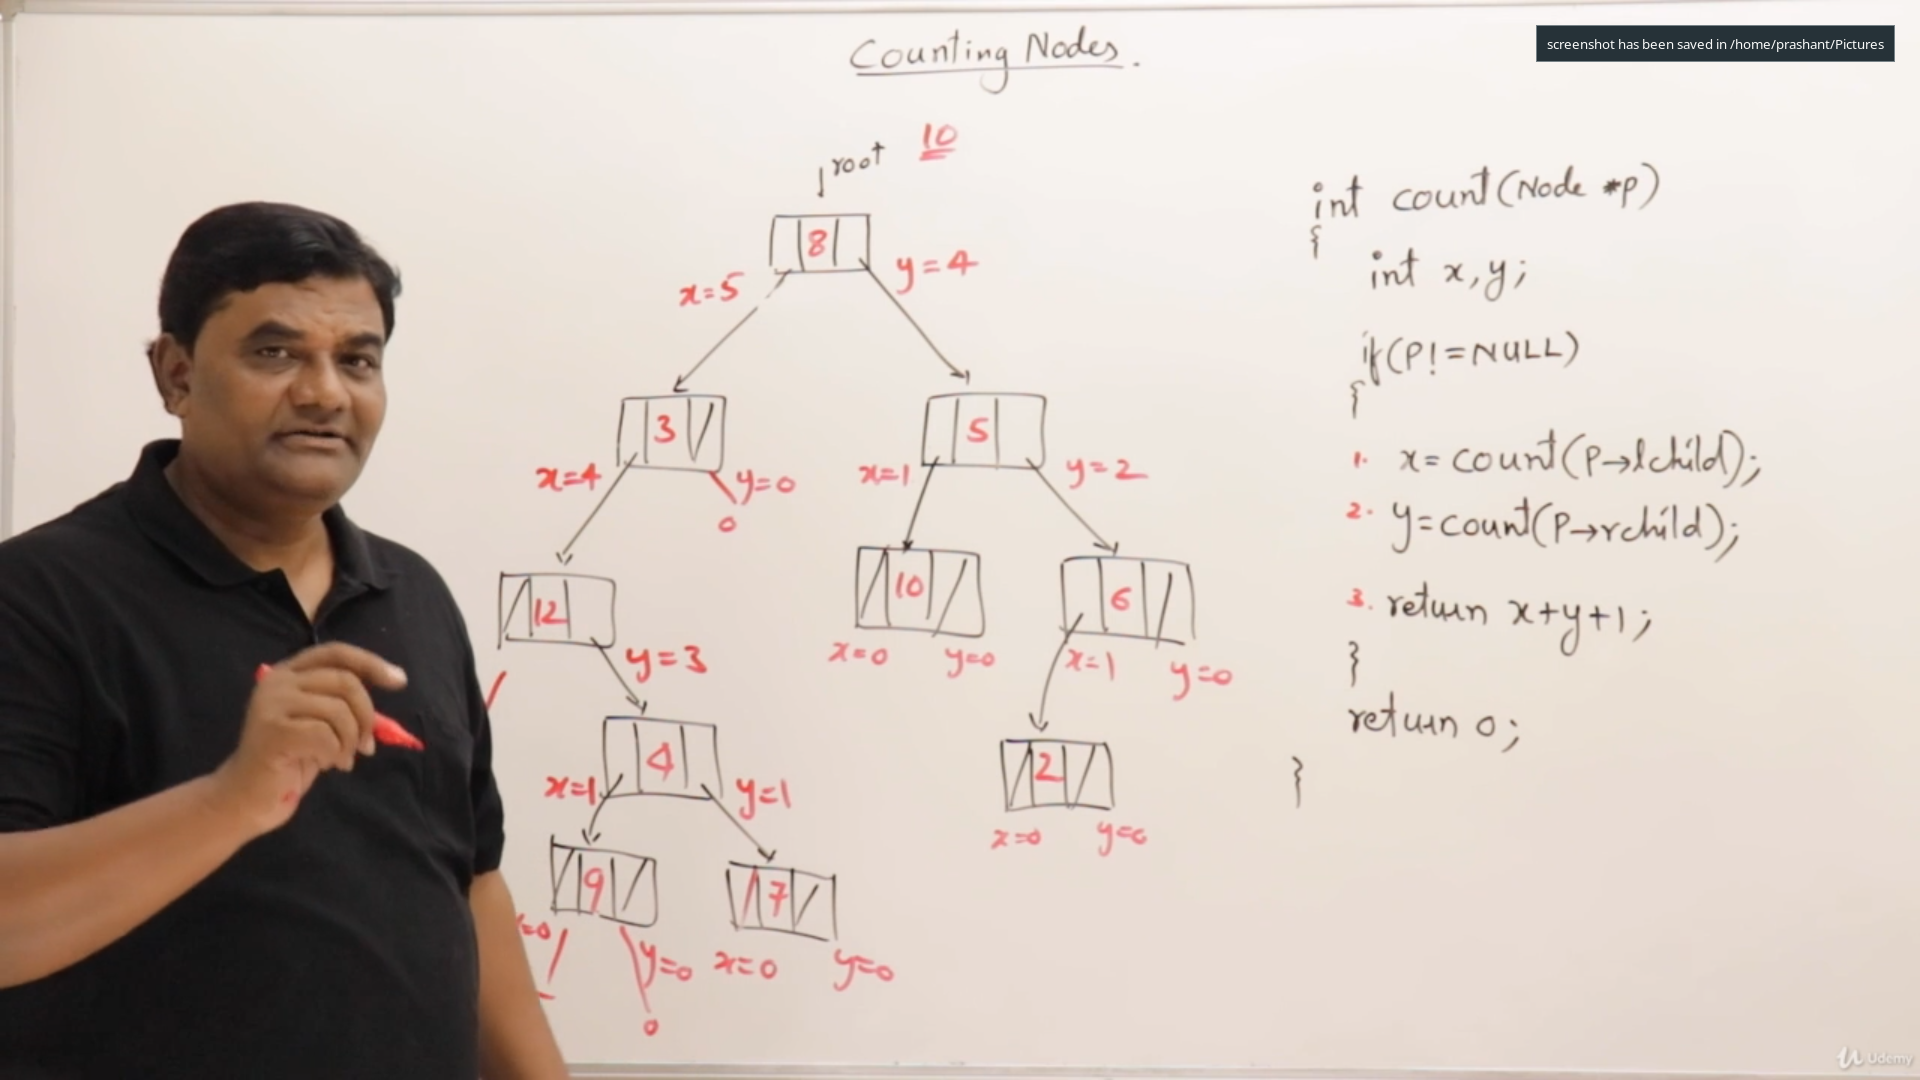 screenshot has been saved in /home/prashant/Pictures
Counting Nodes.
root 10
8
x=5 y=4
3 5
x=4 y=0 x=1 y=2
0
12 10 6
y=3 x=0 y=0 x=1 y=0
4 2
x=1 y=1 x=0 y=0
9 7
=0 y=0 x=0 y=0
0
int count(Node *p)
{
int x,y;
if(P!=NULL)
{
1. x=count(P→lchild);
2. y=count(P→rchild);
3. return x+y+1;
}
return 0;
}
Udemy